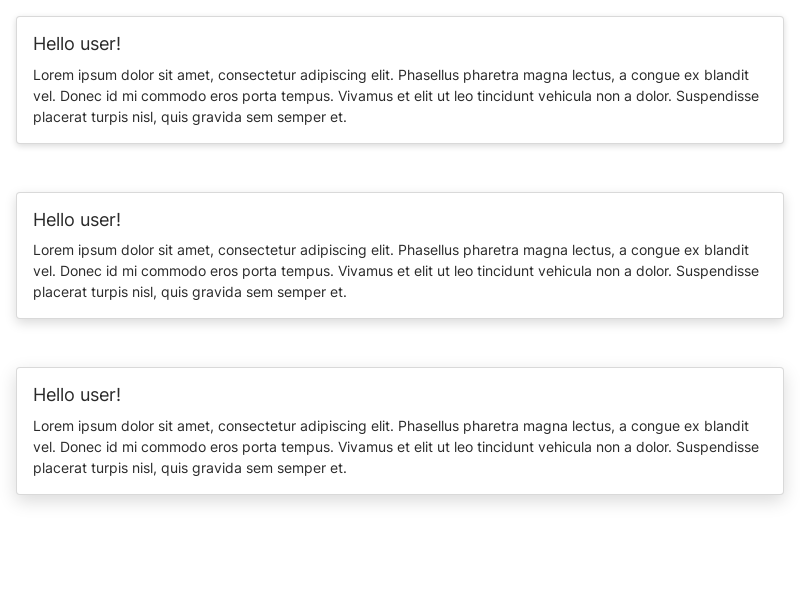 Hello user!
Lorem ipsum dolor sit amet, consectetur adipiscing elit. Phasellus pharetra magna lectus, a congue ex blandit
vel. Donec id mi commodo eros porta tempus. Vivamus et elit ut leo tincidunt vehicula non a dolor. Suspendisse
placerat turpis nisl, quis gravida sem semper et.
Hello user!
Lorem ipsum dolor sit amet, consectetur adipiscing elit. Phasellus pharetra magna lectus, a congue ex blandit
vel. Donec id mi commodo eros porta tempus. Vivamus et elit ut leo tincidunt vehicula non a dolor. Suspendisse
placerat turpis nisl, quis gravida sem semper et.
Hello user!
Lorem ipsum dolor sit amet, consectetur adipiscing elit. Phasellus pharetra magna lectus, a congue ex blandit
vel. Donec id mi commodo eros porta tempus. Vivamus et elit ut leo tincidunt vehicula non a dolor. Suspendisse
placerat turpis nisl, quis gravida sem semper et.